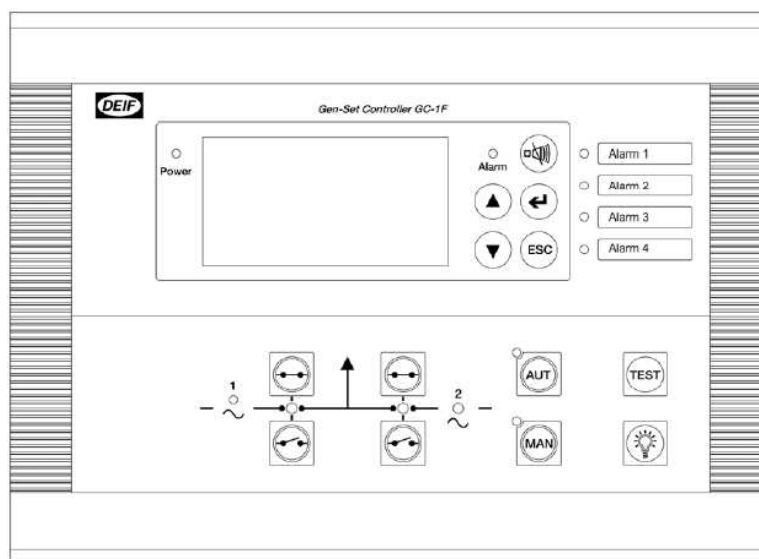 DEIF
Gen-Set Controller GC-1F
Power
Alarm
Alarm 1
Alarm 2
Alarm 3
Alarm 4
ESC
1
2
AUT
TEST
MAN